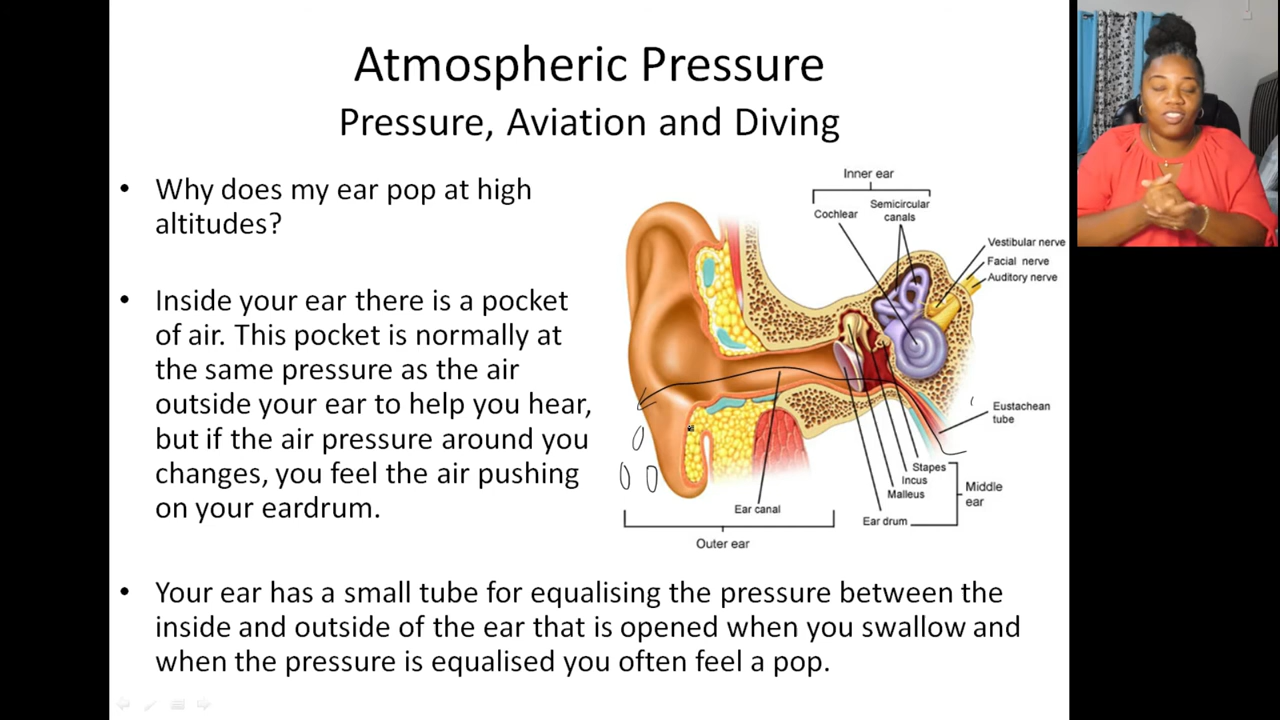 Atmospheric Pressure
Pressure, Aviation and Diving
• Why does my ear pop at high
altitudes?
• Inside your ear there is a pocket
of air. This pocket is normally at
the same pressure as the air
outside your ear to help you hear,
but if the air pressure around you
changes, you feel the air pushing
on your eardrum.
Inner ear
Cochlear
Semicircular
canals
Vestibular nerve
Facial nerve
Auditory nerve
Eustachean
tube
Stapes
Incus
Malleus
Middle
ear
Ear drum
Ear canal
Outer ear
• Your ear has a small tube for equalising the pressure between the
inside and outside of the ear that is opened when you swallow and
when the pressure is equalised you often feel a pop.